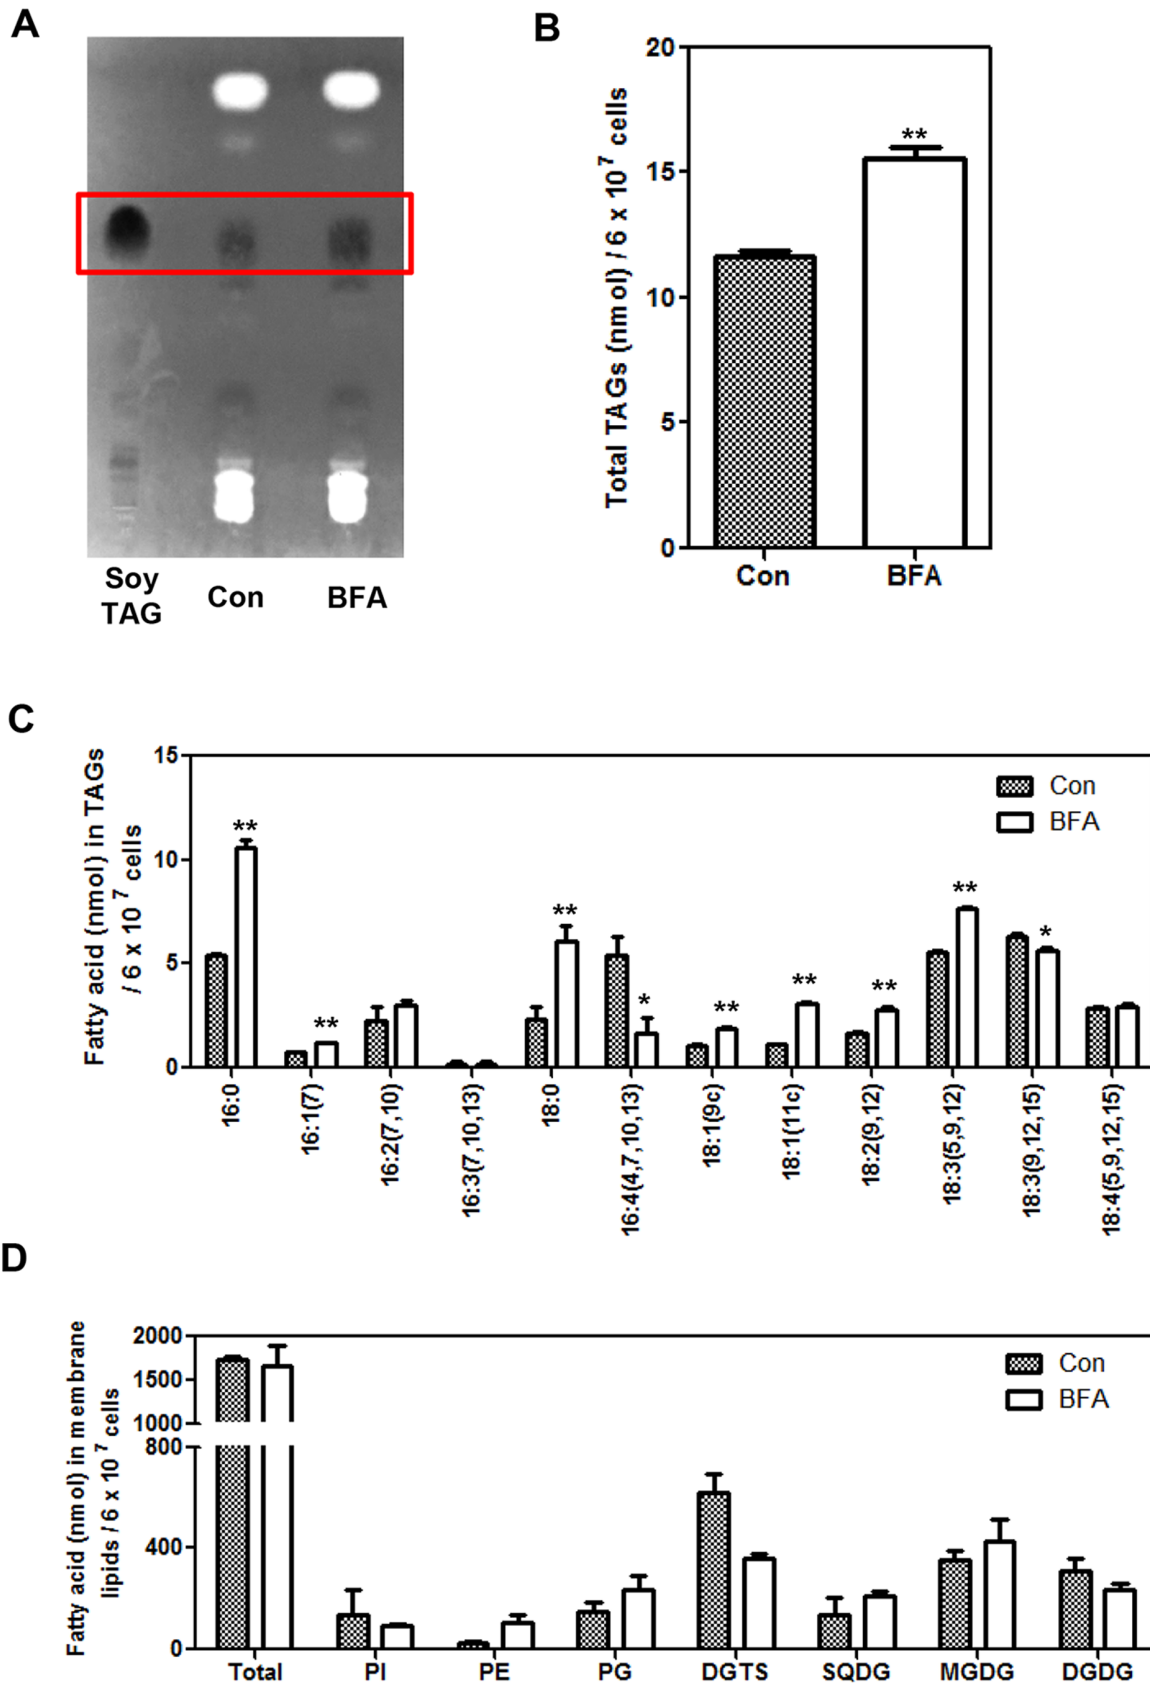 A
Soy
TAG
Con
BFA
B
Total TAGs (nmol) / 6 x 10⁷ cells
20
15
10
5
0
**
Con
BFA
C
Fatty acid (nmol) in TAGs
/ 6 x 10⁷ cells
15
10
5
0
Con
BFA
**
**
**
*
**
**
**
**
*
16:0
16:1(7)
16:2(7,10)
16:3(7,10,13)
18:0
16:4(4,7,10,13)
18:1(9c)
18:1(11c)
18:2(9,12)
18:3(5,9,12)
18:3(9,12,15)
18:4(5,9,12,15)
D
Fatty acid (nmol) in membrane
lipids / 6 x 10⁷ cells
2000
1500
1000
800
400
0
Con
BFA
Total
PI
PE
PG
DGTS
SQDG
MGDG
DGDG